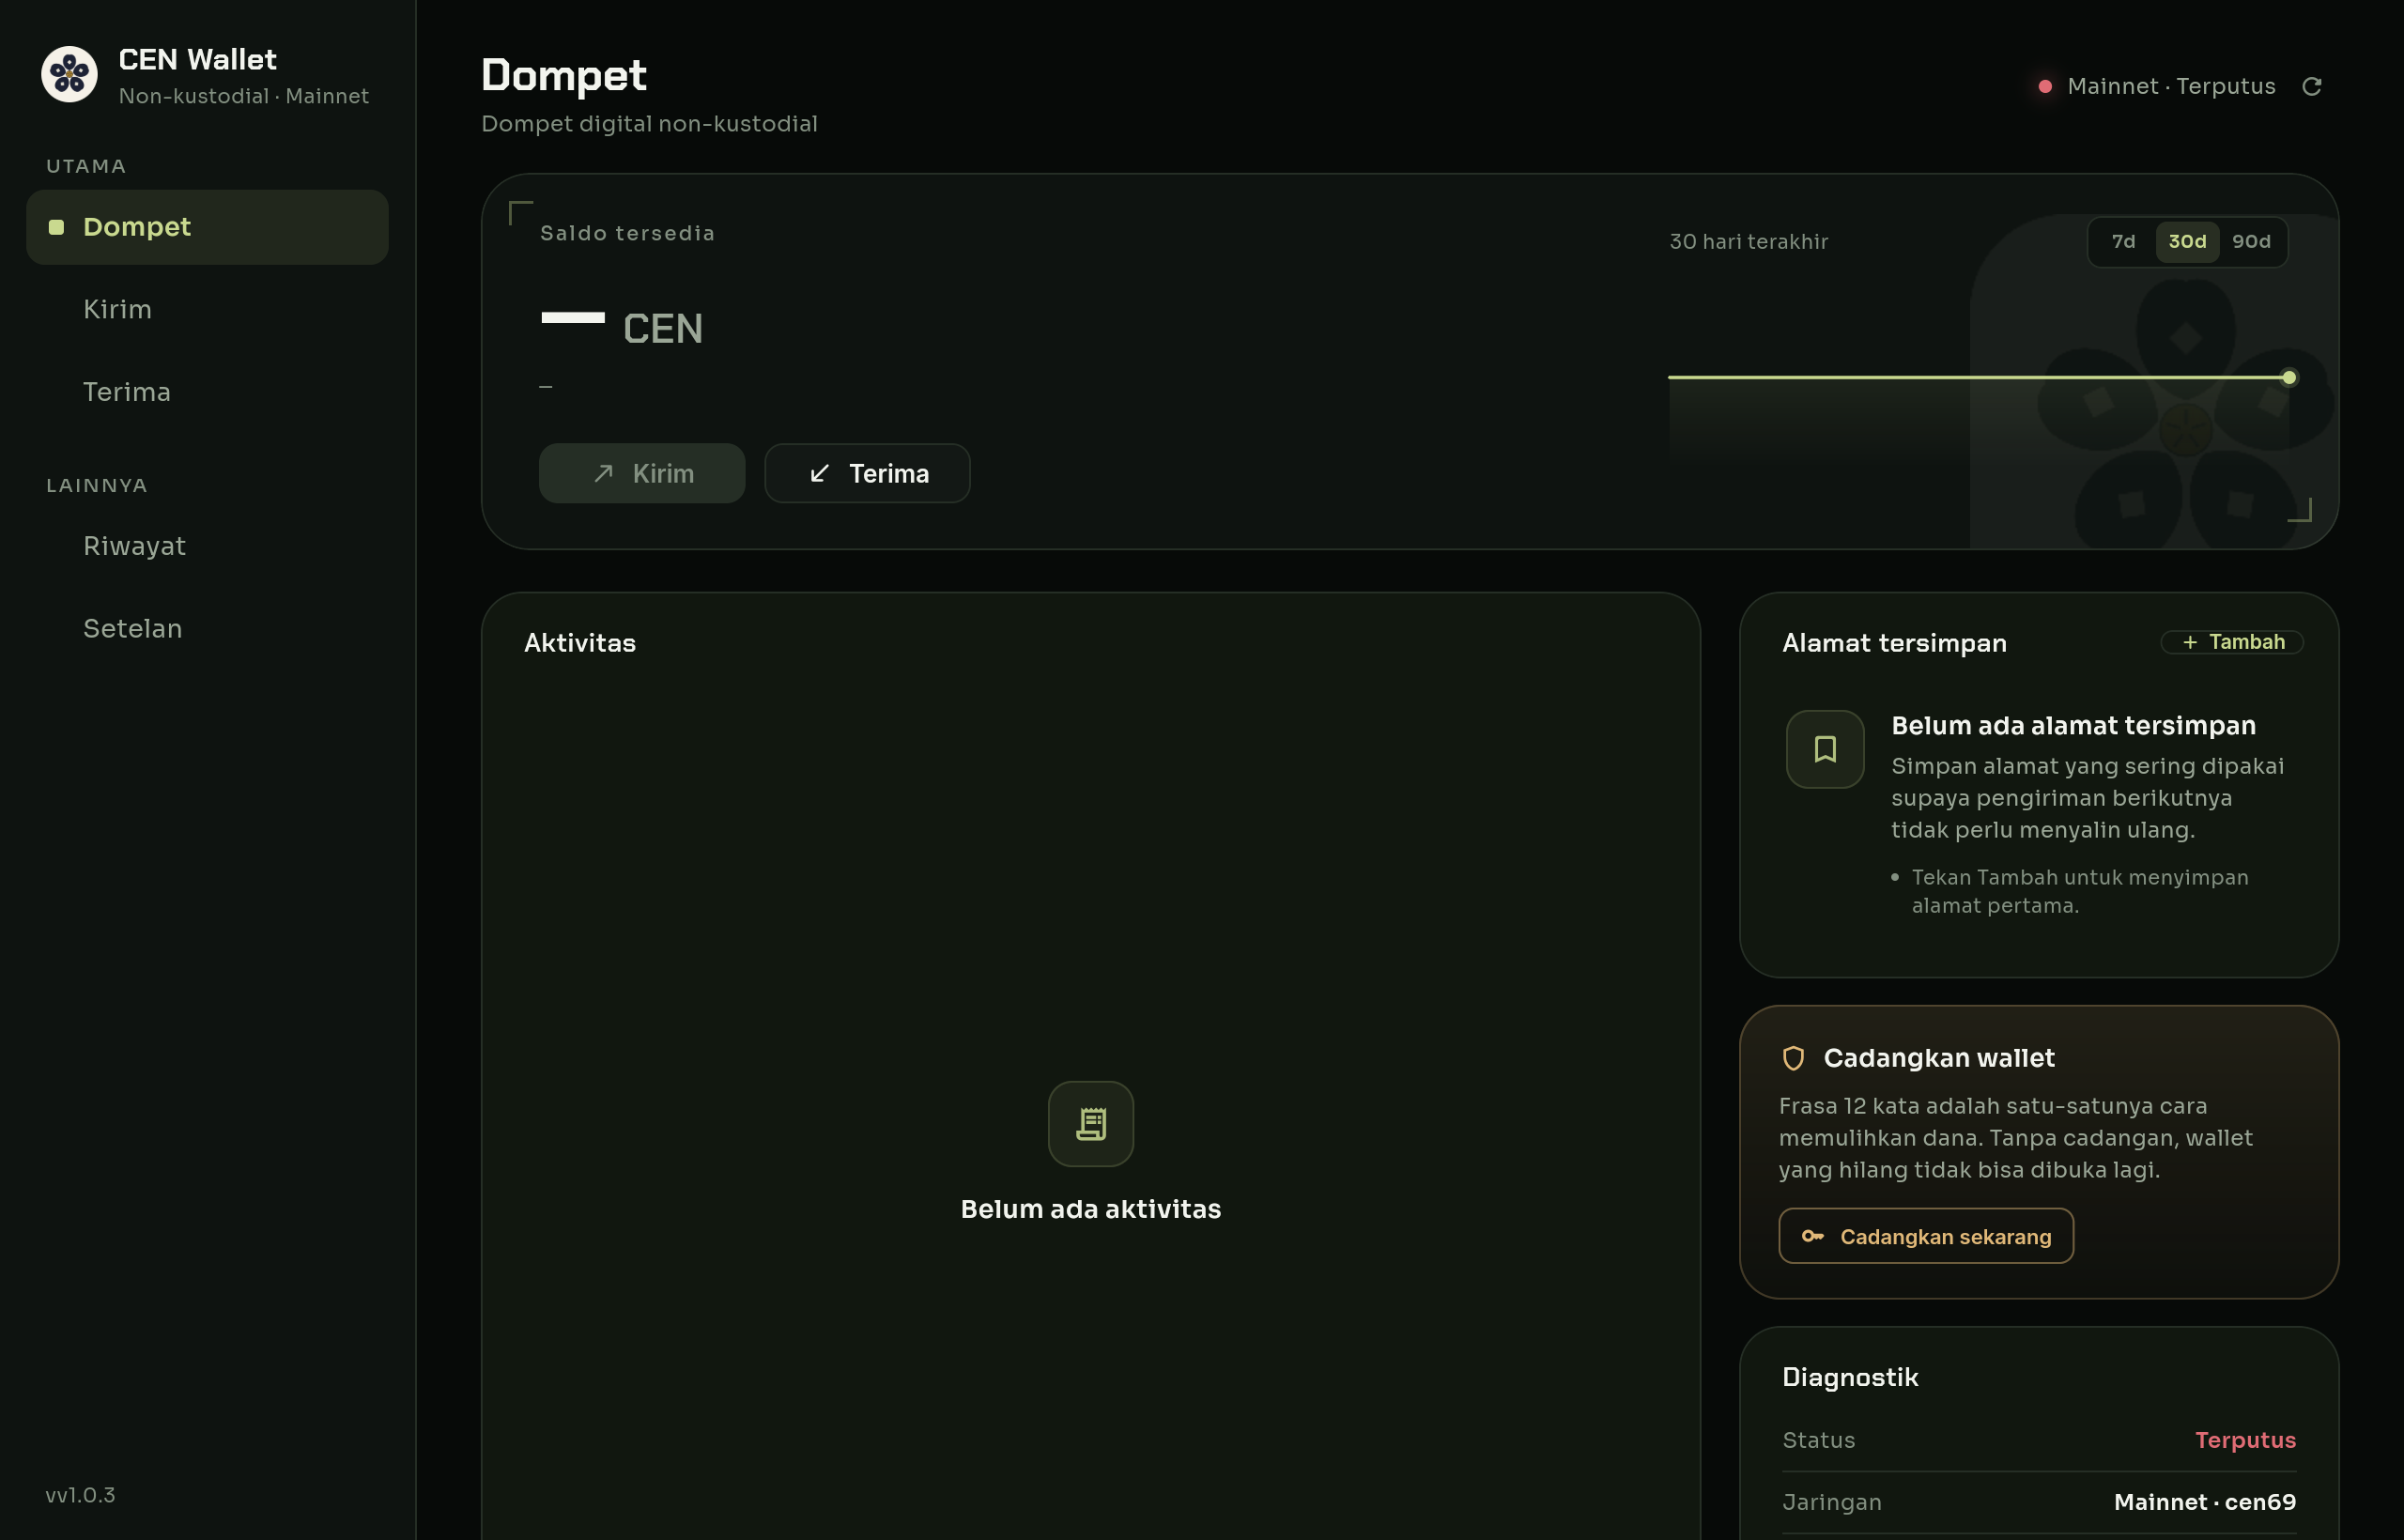 CEN Wallet
Non-kustodial · Mainnet
UTAMA
Dompet
Kirim
Terima
LAINNYA
Riwayat
Setelan
vv1.0.3
Dompet
Dompet digital non-kustodial
Mainnet · Terputus
Saldo tersedia
— CEN
—
Kirim
Terima
30 hari terakhir
7d 30d 90d
Aktivitas
Belum ada aktivitas
Alamat tersimpan
+ Tambah
Belum ada alamat tersimpan
Simpan alamat yang sering dipakai
supaya pengiriman berikutnya
tidak perlu menyalin ulang.
• Tekan Tambah untuk menyimpan
alamat pertama.
Cadangkan wallet
Frasa 12 kata adalah satu-satunya cara
memulihkan dana. Tanpa cadangan, wallet
yang hilang tidak bisa dibuka lagi.
Cadangkan sekarang
Diagnostik
Status Terputus
Jaringan Mainnet · cen69